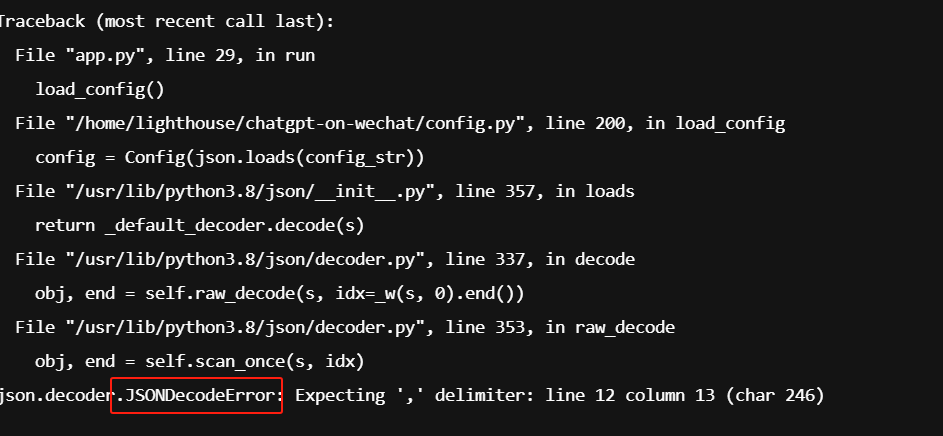 Traceback (most recent call last):
File "app.py", line 29, in run
load_config()
File "/home/lighthouse/chatgpt-on-wechat/config.py", line 200, in load_config
config = Config(json.loads(config_str))
File "/usr/lib/python3.8/json/__init__.py", line 357, in loads
return _default_decoder.decode(s)
File "/usr/lib/python3.8/json/decoder.py", line 337, in decode
obj, end = self.raw_decode(s, idx=_w(s, 0).end())
File "/usr/lib/python3.8/json/decoder.py", line 353, in raw_decode
obj, end = self.scan_once(s, idx)
json.decoder.JSONDecodeError: Expecting ',' delimiter: line 12 column 13 (char 246)